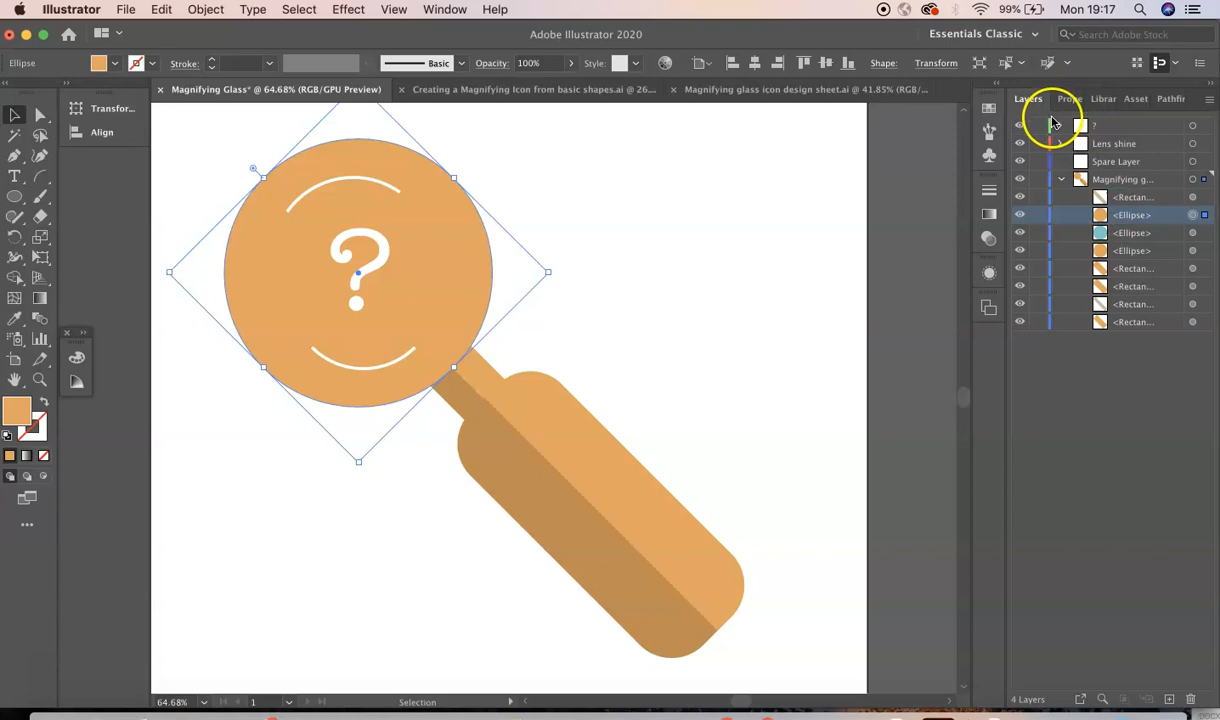 Illustrator File Edit Object Type Select Effect View Window Help 99% Mon 19:17
Adobe Illustrator 2020 Essentials Classic Search Adobe Stock
Ellipse Stroke: Basic Opacity: 100% Style: Shape: Transform
Magnifying Glass* @ 64.68% (RGB/GPU Preview) Creating a Magnifying Icon from basic shapes.ai @ 26.... Magnifying glass icon design sheet.ai @ 41.85% (RGB/...
Layers Prope Librar Asset Pathfir
Transfor...
Align
?
Lens shine
Spare Layer
Magnifying g...
<Rectan...
<Ellipse>
<Ellipse>
<Ellipse>
<Rectan...
<Rectan...
<Rectan...
<Rectan...
?
64.68% 1 Selection 4 Layers